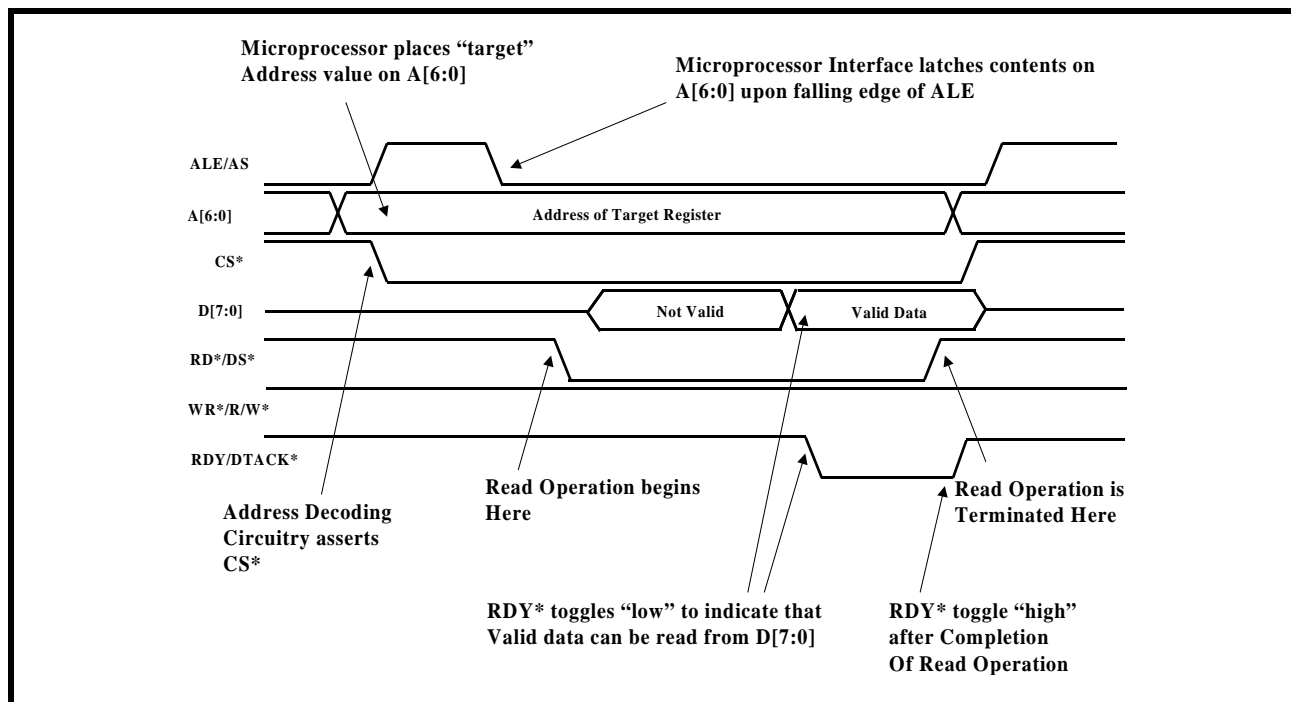 Microprocessor places “target”
Address value on A[6:0]
Microprocessor Interface latches contents on
A[6:0] upon falling edge of ALE
ALE/AS
A[6:0]
Address of Target Register
CS*
D[7:0]
Not Valid
Valid Data
RD*/DS*
WR*/R/W*
RDY/DTACK*
Read Operation begins
Here
Read Operation is
Terminated Here
Address Decoding
Circuitry asserts
CS*
RDY* toggles “low” to indicate that
Valid data can be read from D[7:0]
RDY* toggle “high”
after Completion
Of Read Operation